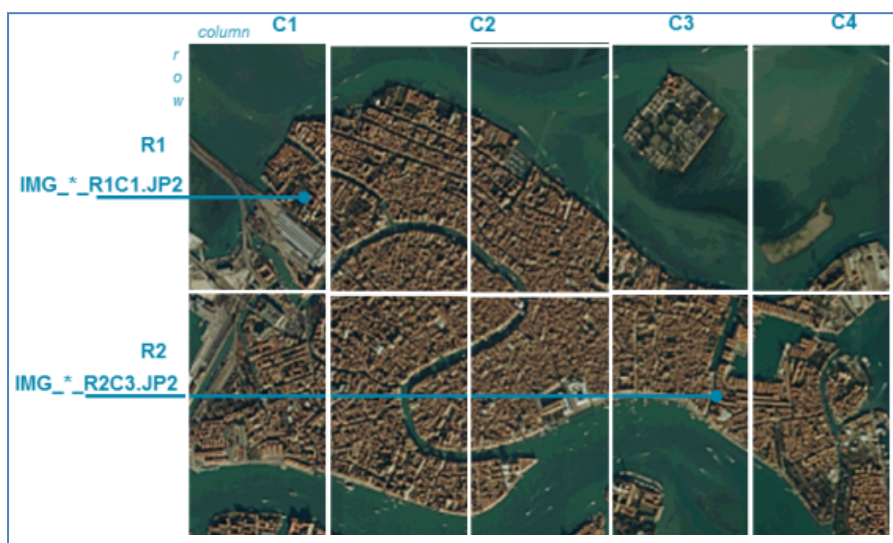 C1 C2 C3 C4
column
r
o
w
R1
IMG_*_R1C1.JP2
R2
IMG_*_R2C3.JP2